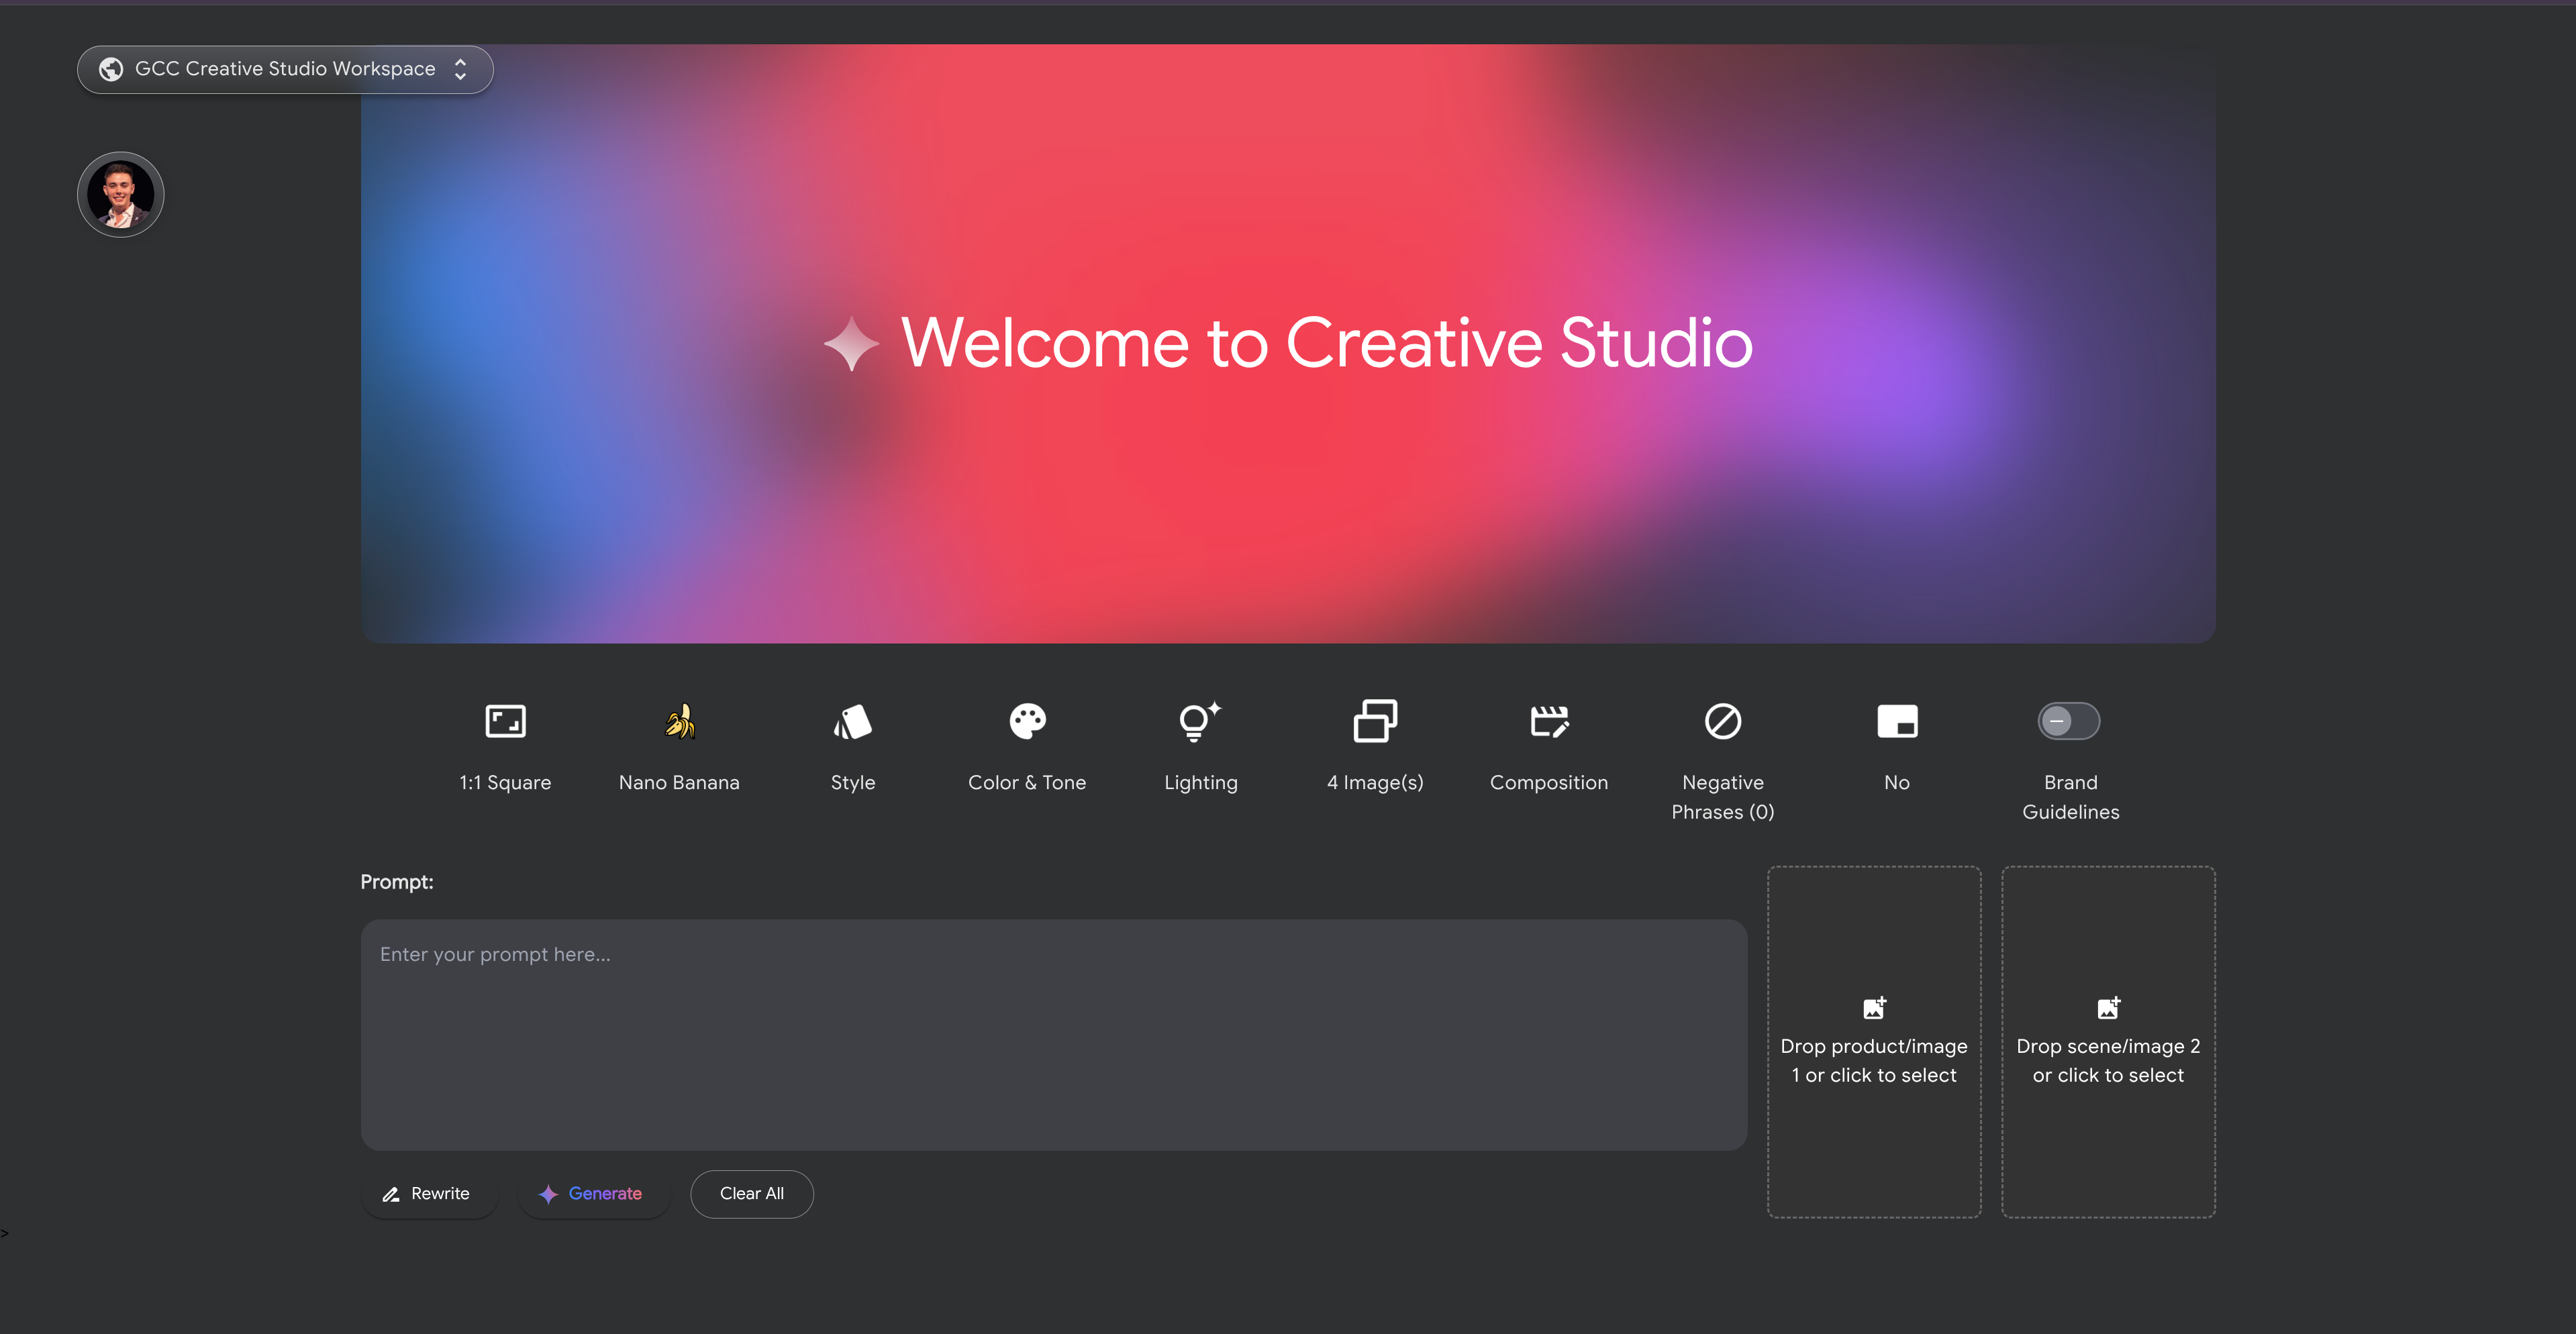 GCC Creative Studio Workspace
Welcome to Creative Studio
1:1 Square
Nano Banana
Style
Color & Tone
Lighting
4 Image(s)
Composition
Negative
Phrases (0)
No
Brand
Guidelines
Prompt:
Enter your prompt here...
Drop product/image
1 or click to select
Drop scene/image 2
or click to select
Rewrite
Generate
Clear All
>